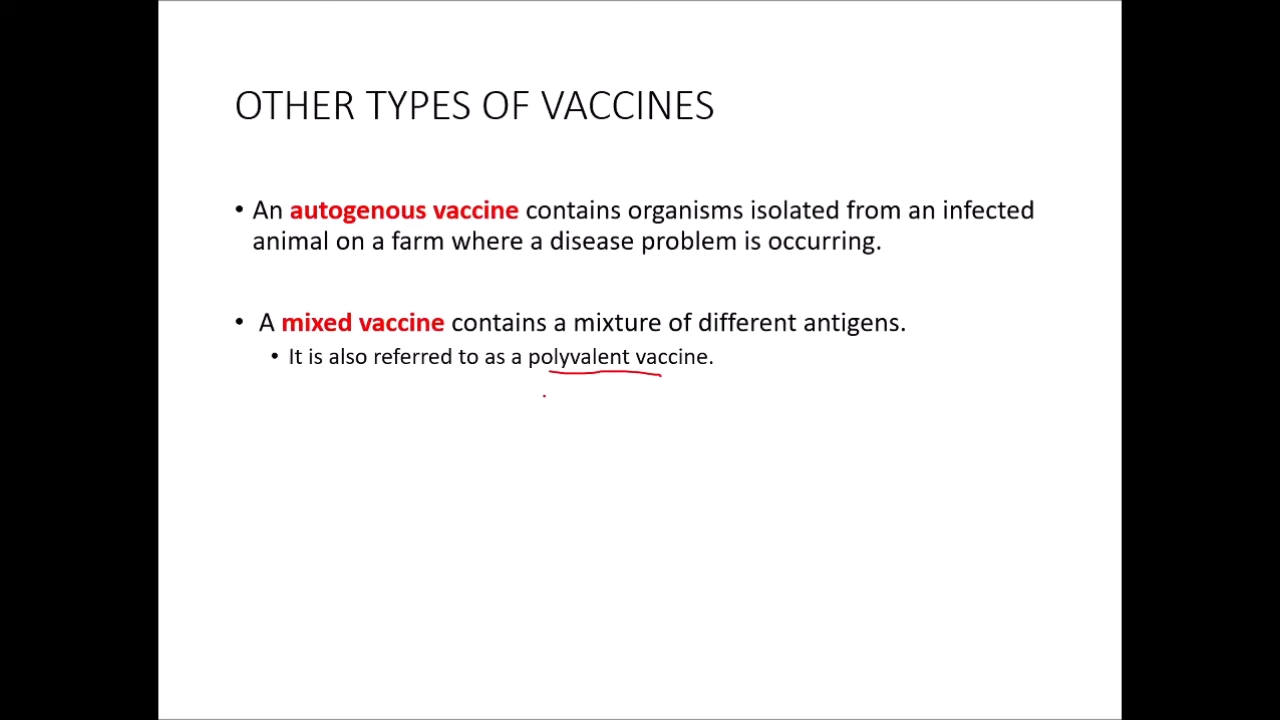 OTHER TYPES OF VACCINES
• An autogenous vaccine contains organisms isolated from an infected
animal on a farm where a disease problem is occurring.
• A mixed vaccine contains a mixture of different antigens.
• It is also referred to as a polyvalent vaccine.